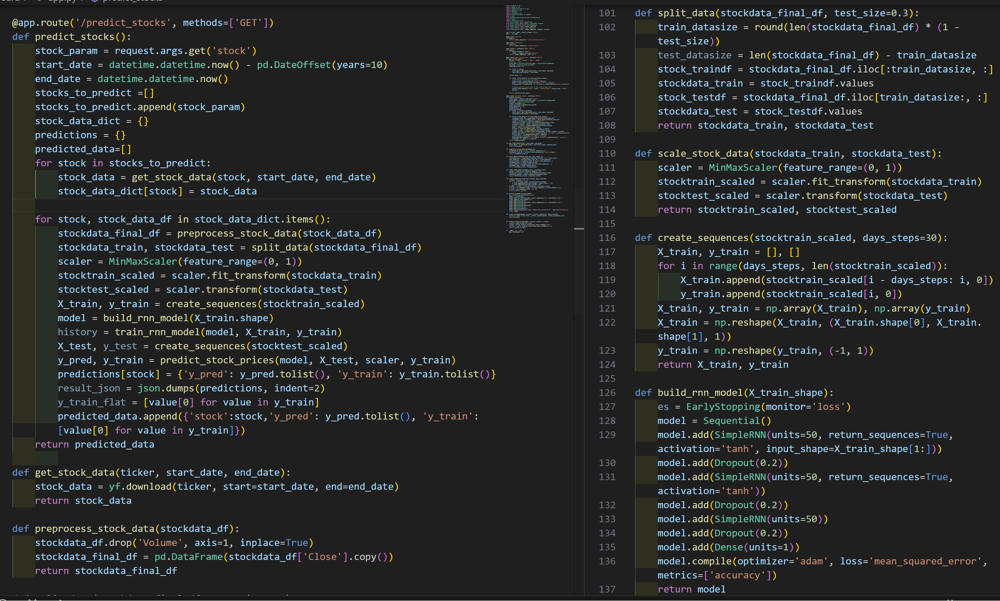 @app.route('/predict_stocks', methods=['GET'])
def predict_stocks():
    stock_param = request.args.get('stock')
    start_date = datetime.datetime.now() - pd.DateOffset(years=10)
    end_date = datetime.datetime.now()
    stocks_to_predict =[]
    stocks_to_predict.append(stock_param)
    stock_data_dict = {}
    predictions = {}
    predicted_data=[]
    for stock in stocks_to_predict:
        stock_data = get_stock_data(stock, start_date, end_date)
        stock_data_dict[stock] = stock_data

    for stock, stock_data_df in stock_data_dict.items():
        stockdata_final_df = preprocess_stock_data(stock_data_df)
        stockdata_train, stockdata_test = split_data(stockdata_final_df)
        scaler = MinMaxScaler(feature_range=(0, 1))
        stocktrain_scaled = scaler.fit_transform(stockdata_train)
        stocktest_scaled = scaler.transform(stockdata_test)
        X_train, y_train = create_sequences(stocktrain_scaled)
        model = build_rnn_model(X_train.shape)
        history = train_rnn_model(model, X_train, y_train)
        X_test, y_test = create_sequences(stocktest_scaled)
        y_pred, y_train = predict_stock_prices(model, X_test, scaler, y_train)
        predictions[stock] = {'y_pred': y_pred.tolist(), 'y_train': y_train.tolist()}
        result_json = json.dumps(predictions, indent=2)
        y_train_flat = [value[0] for value in y_train]
        predicted_data.append({'stock':stock,'y_pred': y_pred.tolist(), 'y_train':
        [value[0] for value in y_train]})
    return predicted_data

def get_stock_data(ticker, start_date, end_date):
    stock_data = yf.download(ticker, start=start_date, end=end_date)
    return stock_data

def preprocess_stock_data(stockdata_df):
    stockdata_df.drop('Volume', axis=1, inplace=True)
    stockdata_final_df = pd.DataFrame(stockdata_df['Close'].copy())
    return stockdata_final_df

101 def split_data(stockdata_final_df, test_size=0.3):
102     train_datasize = round(len(stockdata_final_df) * (1 -
    test_size))
103     test_datasize = len(stockdata_final_df) - train_datasize
104     stock_traindf = stockdata_final_df.iloc[:train_datasize, :]
105     stockdata_train = stock_traindf.values
106     stock_testdf = stockdata_final_df.iloc[train_datasize:, :]
107     stockdata_test = stock_testdf.values
108     return stockdata_train, stockdata_test
109
110 def scale_stock_data(stockdata_train, stockdata_test):
111     scaler = MinMaxScaler(feature_range=(0, 1))
112     stocktrain_scaled = scaler.fit_transform(stockdata_train)
113     stocktest_scaled = scaler.transform(stockdata_test)
114     return stocktrain_scaled, stocktest_scaled
115
116 def create_sequences(stocktrain_scaled, days_steps=30):
117     X_train, y_train = [], []
118     for i in range(days_steps, len(stocktrain_scaled)):
119         X_train.append(stocktrain_scaled[i - days_steps: i, 0])
120         y_train.append(stocktrain_scaled[i, 0])
121     X_train, y_train = np.array(X_train), np.array(y_train)
122     X_train = np.reshape(X_train, (X_train.shape[0], X_train.
    shape[1], 1))
123     y_train = np.reshape(y_train, (-1, 1))
124     return X_train, y_train
125
126 def build_rnn_model(X_train_shape):
127     es = EarlyStopping(monitor='loss')
128     model = Sequential()
129     model.add(SimpleRNN(units=50, return_sequences=True,
    activation='tanh', input_shape=X_train_shape[1:]))
130     model.add(Dropout(0.2))
131     model.add(SimpleRNN(units=50, return_sequences=True,
    activation='tanh'))
132     model.add(Dropout(0.2))
133     model.add(SimpleRNN(units=50))
134     model.add(Dropout(0.2))
135     model.add(Dense(units=1))
136     model.compile(optimizer='adam', loss='mean_squared_error',
    metrics=['accuracy'])
137     return model